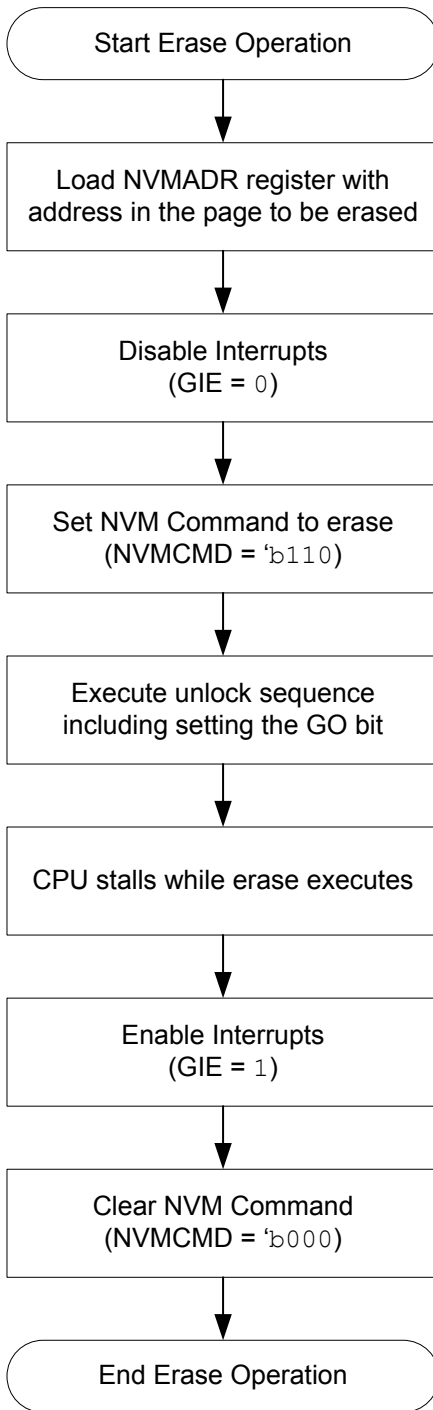 Start Erase Operation
Load NVMADR register with
address in the page to be erased
Disable Interrupts
(GIE = 0)
Set NVM Command to erase
(NVMCMD = ‘b110)
Execute unlock sequence
including setting the GO bit
CPU stalls while erase executes
Enable Interrupts
(GIE = 1)
Clear NVM Command
(NVMCMD = ‘b000)
End Erase Operation